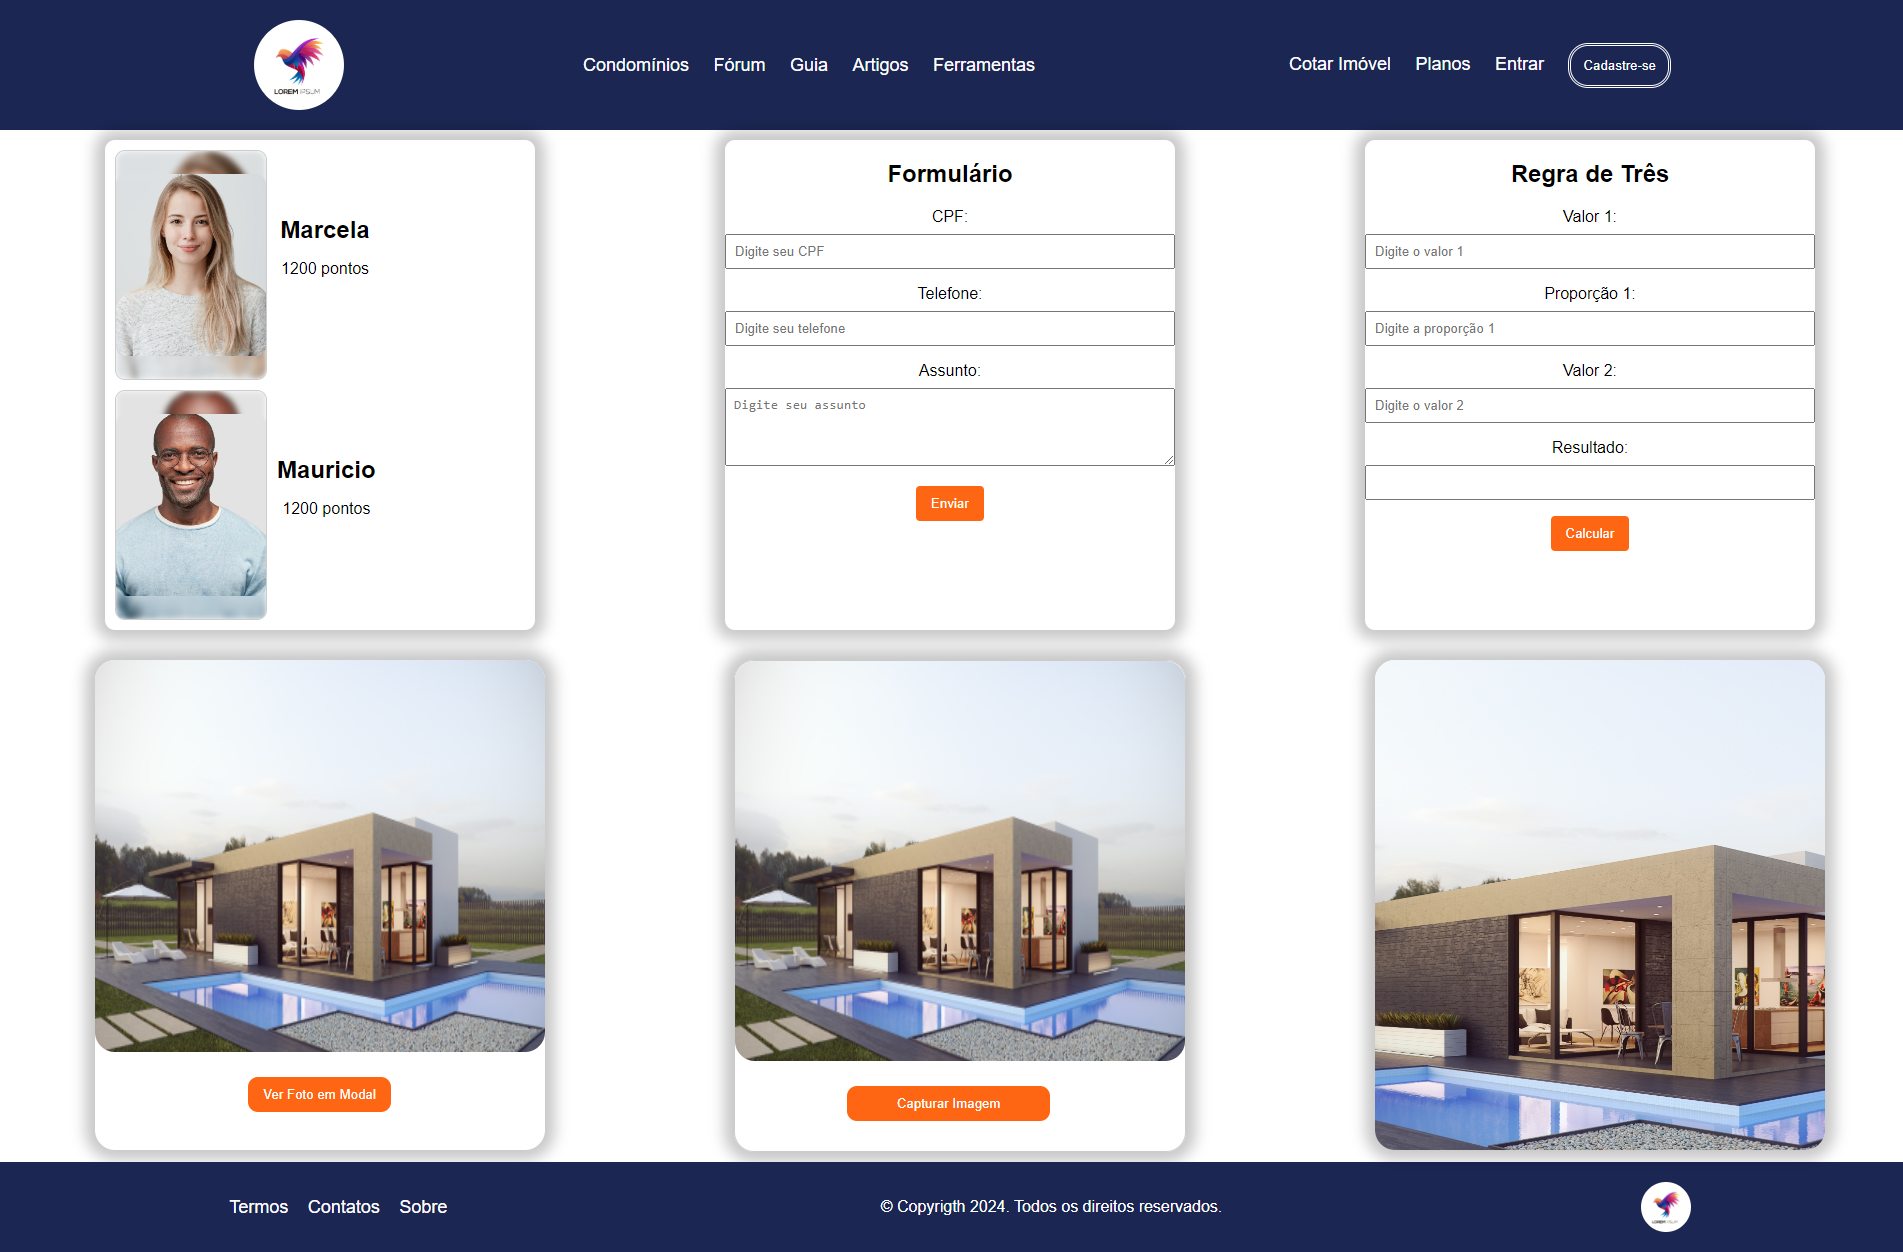 LOREM IPSUM
Condomínios Fórum Guia Artigos Ferramentas
Cotar Imóvel Planos Entrar Cadastre-se
Marcela
1200 pontos
Mauricio
1200 pontos
Formulário
CPF:
Digite seu CPF
Telefone:
Digite seu telefone
Assunto:
Digite seu assunto
Enviar
Regra de Três
Valor 1:
Digite o valor 1
Proporção 1:
Digite a proporção 1
Valor 2:
Digite o valor 2
Resultado:
Calcular
Ver Foto em Modal
Capturar Imagem
Termos Contatos Sobre
© Copyrigth 2024. Todos os direitos reservados.
LOREM IPSUM